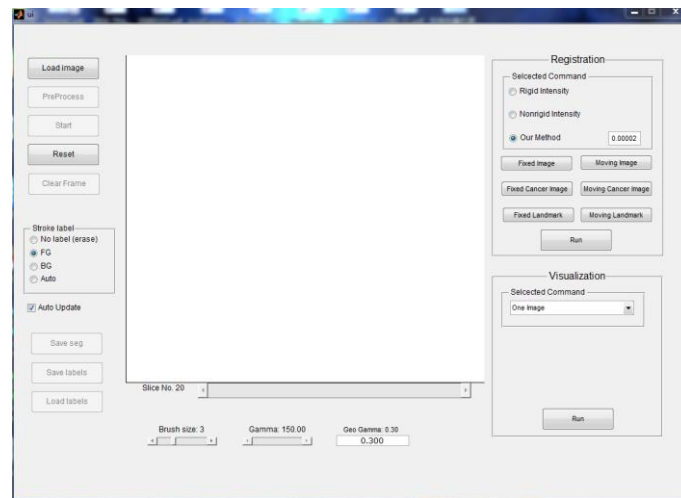 ui
Load image
PreProcess
Start
Reset
Clear Frame
Stroke label
No label (erase)
FG
BG
Auto
Auto Update
Save seg
Save labels
Load labels
Slice No. 20
Brush size: 3
Gamma: 150.00
Geo Gamma: 0.30
0.300
Registration
Selcected Command
Rigid Intensity
Nonrigid Intensity
Our Method 0.00002
Fixed Image Moving Image
Fixed Cancer Image Moving Cancer Image
Fixed Landmark Moving Landmark
Run
Visualization
Selcected Command
One Image
Run